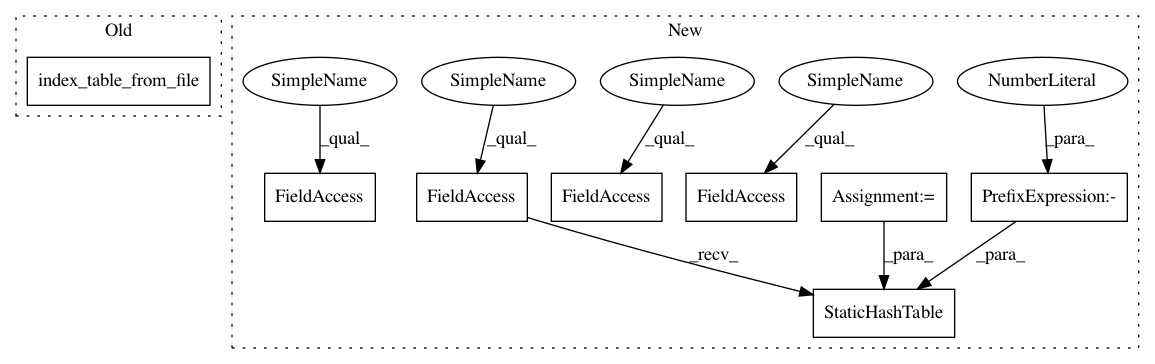 Old
New
index_table_from_file
SimpleName
SimpleName
SimpleName
SimpleName
NumberLiteral
_qual_
_qual_
_qual_
_qual_
_para_
FieldAccess
FieldAccess
FieldAccess
FieldAccess
Assignment:=
PrefixExpression:-
_recv_
_para_
_para_
StaticHashTable